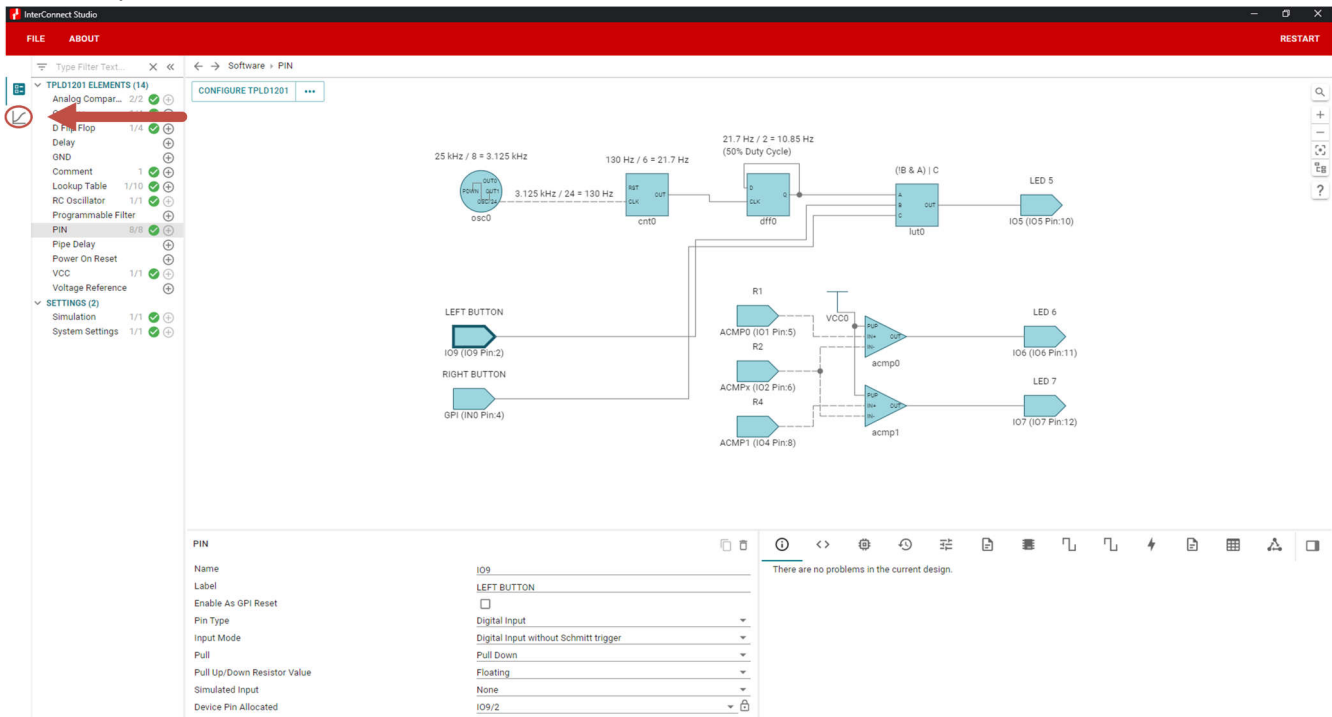 InterConnect Studio
FILE ABOUT RESTART
Type Filter Text...
Software › PIN
TPLD1201 ELEMENTS (14)
Analog Compar... 2/2
D Flip Flop 1/4
Delay
GND
Comment 1
Lookup Table 1/10
RC Oscillator 1/1
Programmable Filter
PIN 8/8
Pipe Delay
Power On Reset
VCC 1/1
Voltage Reference
SETTINGS (2)
Simulation 1/1
System Settings 1/1
CONFIGURE TPLD1201 •••
25 kHz / 8 = 3.125 kHz
POWN
OUT0
OUT1
OSC/24
osc0
3.125 kHz / 24 = 130 Hz
130 Hz / 6 = 21.7 Hz
RST
CLK
OUT
cnt0
21.7 Hz / 2 = 10.85 Hz
(50% Duty Cycle)
D
CLK
Q
dff0
(!B & A) | C
A
B
C
OUT
lut0
LED 5
IO5 (IO5 Pin:10)
LEFT BUTTON
IO9 (IO9 Pin:2)
RIGHT BUTTON
GPI (IN0 Pin:4)
R1
ACMP0 (IO1 Pin:5)
R2
ACMPx (IO2 Pin:6)
R4
ACMP1 (IO4 Pin:8)
VCC0
PUP
IN+
IN-
OUT
acmp0
PUP
IN+
IN-
OUT
acmp1
LED 6
IO6 (IO6 Pin:11)
LED 7
IO7 (IO7 Pin:12)
PIN
Name IO9
Label LEFT BUTTON
Enable As GPI Reset
Pin Type Digital Input
Input Mode Digital Input without Schmitt trigger
Pull Pull Down
Pull Up/Down Resistor Value Floating
Simulated Input None
Device Pin Allocated IO9/2
There are no problems in the current design.